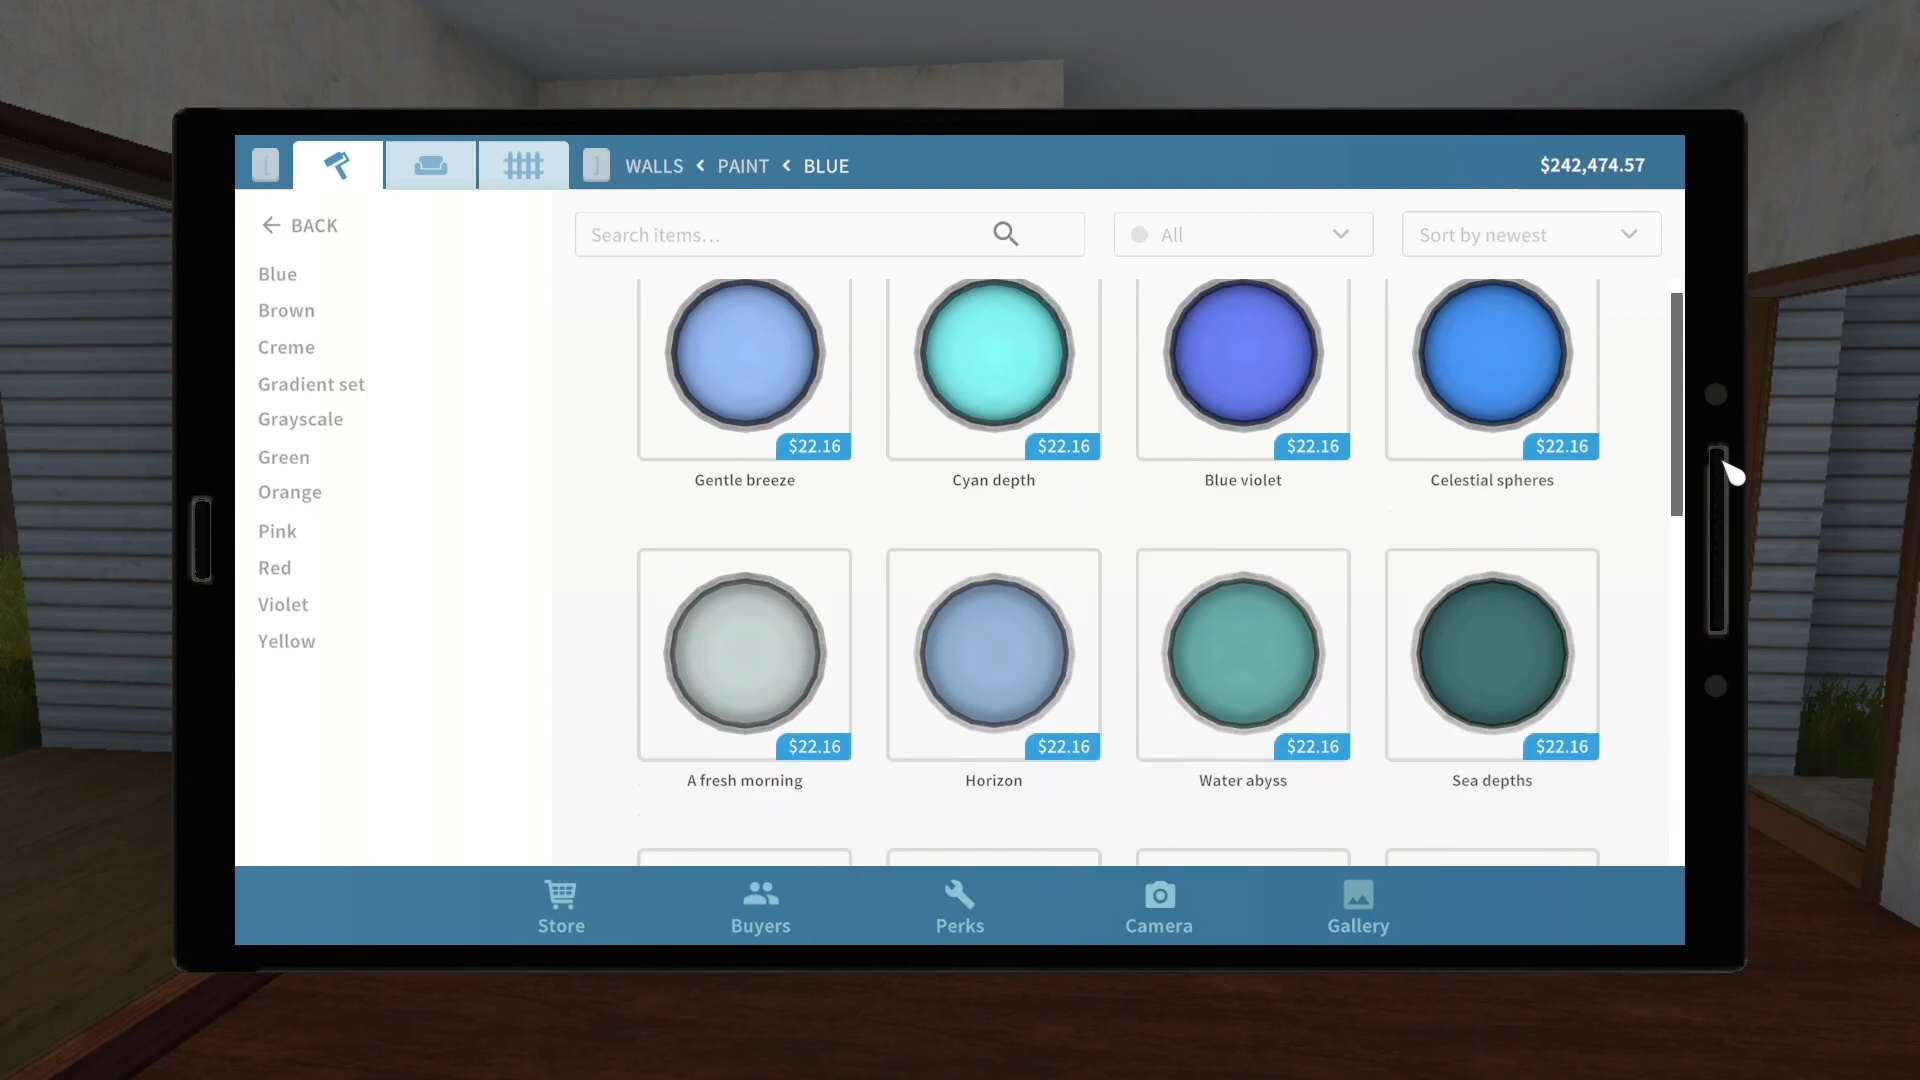 [
]
WALLS < PAINT < BLUE
$242,474.57
BACK
Search items...
All
Sort by newest
Blue
Brown
Creme
Gradient set
Grayscale
Green
Orange
Pink
Red
Violet
Yellow
$22.16
$22.16
$22.16
$22.16
Gentle breeze
Cyan depth
Blue violet
Celestial spheres
$22.16
$22.16
$22.16
$22.16
A fresh morning
Horizon
Water abyss
Sea depths
Store
Buyers
Perks
Camera
Gallery